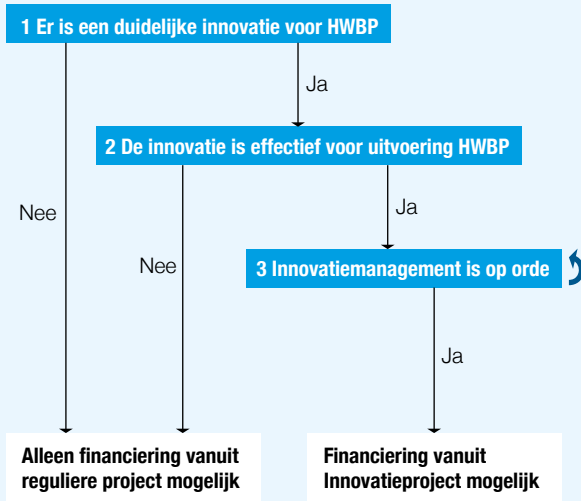 1 Er is een duidelijke innovatie voor HWBP
Ja
2 De innovatie is effectief voor uitvoering HWBP
Nee
Ja
Nee
3 Innovatiemanagement is op orde
Ja
Alleen financiering vanuit
reguliere project mogelijk
Financiering vanuit
Innovatieproject mogelijk